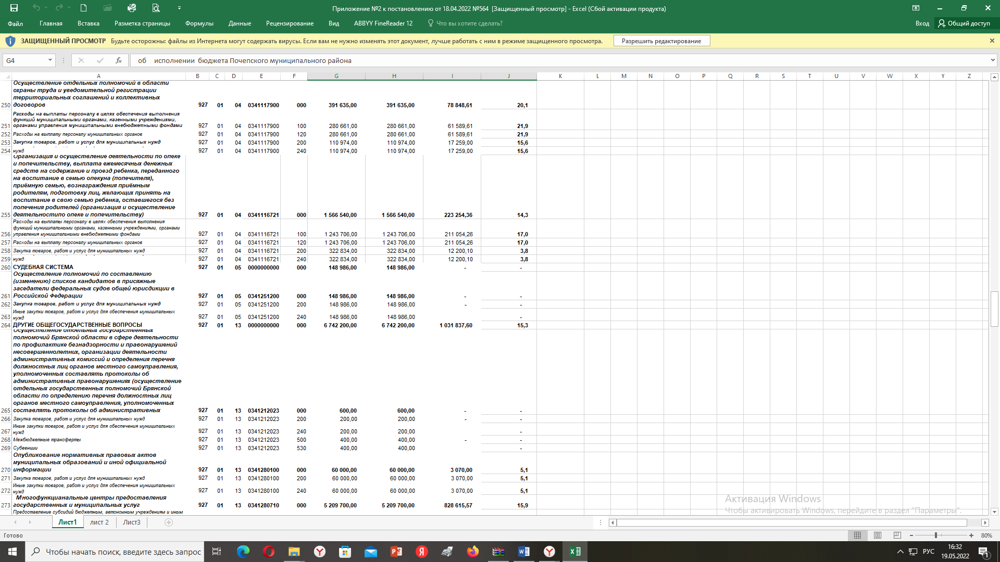 Приложение №2 к постановлению от 18.04.2022 №564 [Защищенный просмотр] - Excel (Сбой активации продукта)
Файл Главная Вставка Разметка страницы Формулы Данные Рецензирование Вид ABBYY FineReader 12 Что вы хотите сделать? Вход Общий доступ
ЗАЩИЩЕННЫЙ ПРОСМОТР Будьте осторожны: файлы из Интернета могут содержать вирусы. Если вам не нужно изменять этот документ, лучше работать с ним в режиме защищенного просмотра. Разрешить редактирование
G4 fx об исполнении бюджета Почепского муниципального района
A B C D E F G H I J K L M N O P Q R S T U V W X Y Z
Осуществление отдельных полномочий в области
охраны труда и уведомительной регистрации
территориальных соглашений и коллективных
250 договоров 927 01 04 0341117900 000 391 635,00 391 635,00 78 848,61 20,1
Расходы на выплаты персоналу в целях обеспечения выполнения
функций муниципальными органами, казенными учреждениями,
251 органами управления муниципальными внебюджетными фондами 927 01 04 0341117900 100 280 661,00 280 661,00 61 589,61 21,9
252 Расходы на выплату персоналу муниципальных органов 927 01 04 0341117900 120 280 661,00 280 661,00 61 589,61 21,9
253 Закупка товаров, работ и услуг для муниципальных нужд 927 01 04 0341117900 200 110 974,00 110 974,00 17 259,00 15,6
254 нужд 927 01 04 0341117900 240 110 974,00 110 974,00 17 259,00 15,6
Организация и осуществление деятельности по опеке
и попечительству, выплата ежемесячных денежных
средств на содержание и проезд ребенка, переданного
на воспитание в семью опекуна (попечителя),
приёмную семью, вознаграждения приёмным
родителям, подготовку лиц, желающих принять на
воспитание в свою семью ребенка, оставшегося без
попечения родителей (организация и осуществление
255 деятельностипо опеке и попечительству) 927 01 04 0341116721 000 1 566 540,00 1 566 540,00 223 254,36 14,3
Расходы на выплаты персоналу в целях обеспечения выполнения
функций муниципальными органами, казенными учреждениями, органами
256 управления муниципальными внебюджетными фондами 927 01 04 0341116721 100 1 243 706,00 1 243 706,00 211 054,26 17,0
257 Расходы на выплату персоналу муниципальных органов 927 01 04 0341116721 120 1 243 706,00 1 243 706,00 211 054,26 17,0
258 Закупка товаров, работ и услуг для муниципальных нужд 927 01 04 0341116721 200 322 834,00 322 834,00 12 200,10 3,8
259 нужд 927 01 04 0341116721 240 322 834,00 322 834,00 12 200,10 3,8
260 СУДЕБНАЯ СИСТЕМА 927 01 05 0000000000 000 148 986,00 148 986,00 - -
Осуществление полномочий по составлению
(изменению) списков кандидатов в присяжные
заседатели федеральных судов общей юрисдикции в
261 Российской Федерации 927 01 05 0341251200 000 148 986,00 148 986,00 - -
262 Закупка товаров, работ и услуг для муниципальных нужд 927 01 05 0341251200 200 148 986,00 148 986,00 - -
Иные закупки товаров, работ и услуг для обеспечения муниципальных
263 нужд 927 01 05 0341251200 240 148 986,00 148 986,00 -
264 ДРУГИЕ ОБЩЕГОСУДАРСТВЕННЫЕ ВОПРОСЫ 927 01 13 0000000000 000 6 742 200,00 6 742 200,00 1 031 837,60 15,3
Осуществление отдельных государственных
полномочий Брянской области в сфере деятельности
по профилактике безнадзорности и правонарушений
несовершеннолетних, организации деятельности
административных комиссий и определения перечня
должностных лиц органов местного самоуправления,
уполномоченных составлять протоколы об
административных правонарушениях (осуществление
отдельных государственных полномочий Брянской
области по определению перечня должностных лиц
органов местного самоуправления, уполномоченных
265 составлять протоколы об административных 927 01 13 0341212023 000 600,00 600,00 - -
266 Закупка товаров, работ и услуг для муниципальных нужд 927 01 13 0341212023 200 200,00 200,00 - -
Иные закупки товаров, работ и услуг для обеспечения муниципальных
267 нужд 927 01 13 0341212023 240 200,00 200,00 -
268 Межбюджетные трансферты 927 01 13 0341212023 500 400,00 400,00 - -
269 Субвенции 927 01 13 0341212023 530 400,00 400,00 -
Опубликование нормативных правовых актов
муниципальных образований и иной официальной
270 информации 927 01 13 0341280100 000 60 000,00 60 000,00 3 070,00 5,1
271 Закупка товаров, работ и услуг для муниципальных нужд 927 01 13 0341280100 200 60 000,00 60 000,00 3 070,00 5,1
Иные закупки товаров, работ и услуг для обеспечения муниципальных
272 нужд 927 01 13 0341280100 240 60 000,00 60 000,00 3 070,00 5,1
Многофункцианальные центры предоставления
273 государственных и муниципальных услуг 927 01 13 0341280710 000 5 209 700,00 5 209 700,00 828 615,57 15,9
Предоставление субсидий бюджетным, автономным учреждениям и иным
Активация Windows
Чтобы активировать Windows, перейдите в раздел "Параметры".
Лист1 лист 2 Лист3
Готово 80%
Чтобы начать поиск, введите здесь запрос РУС 16:32
19.05.2022 1